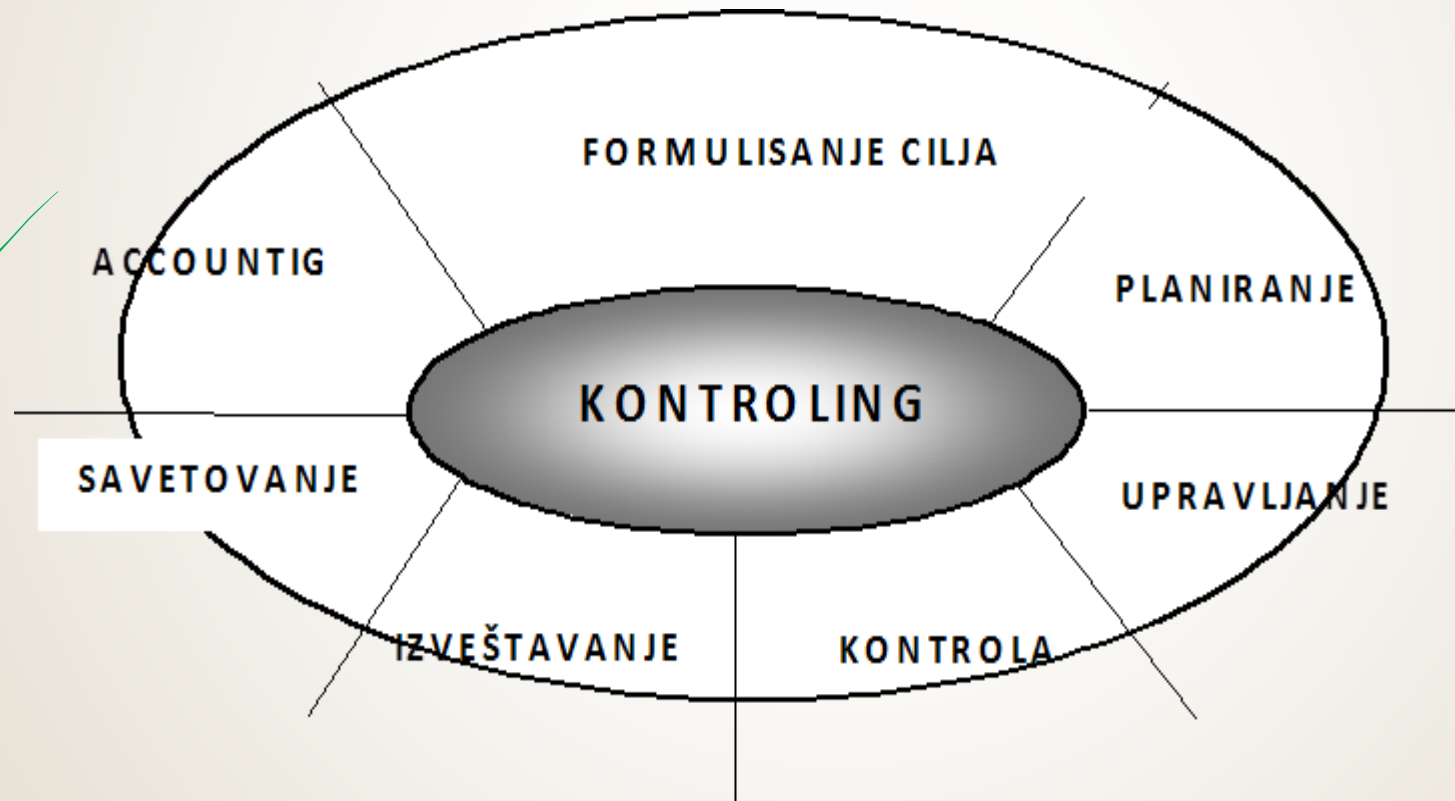 FORMULISANJE CILJA
ACCOUNTIG
PLANIRANJE
KONTROLING
SAVETOVANJE
UPRAVLJANJE
IZVEŠTAVANJE
KONTROLA